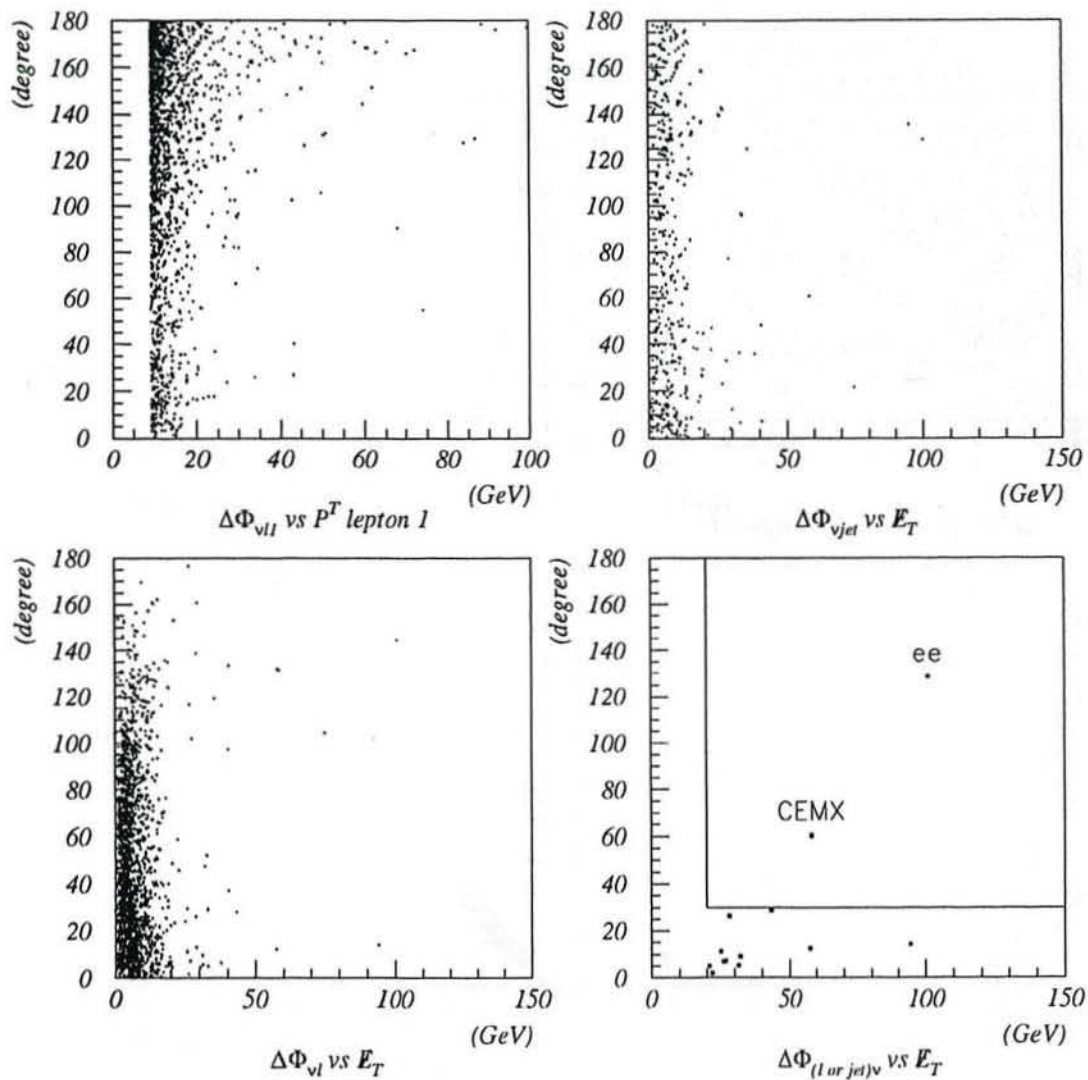 (degree)
180
160
140
120
100
80
60
40
20
0
0 20 40 60 80 100
(GeV)
ΔΦνl1 vs P^T lepton 1
(degree)
180
160
140
120
100
80
60
40
20
0
0 50 100 150
(GeV)
ΔΦνjet vs E̸T
(degree)
180
160
140
120
100
80
60
40
20
0
0 50 100 150
(GeV)
ΔΦνl vs E̸T
(degree)
180
160
140
120
100
80
60
40
20
0
ee
CEMX
0 50 100 150
(GeV)
ΔΦ(l or jet)ν vs E̸T